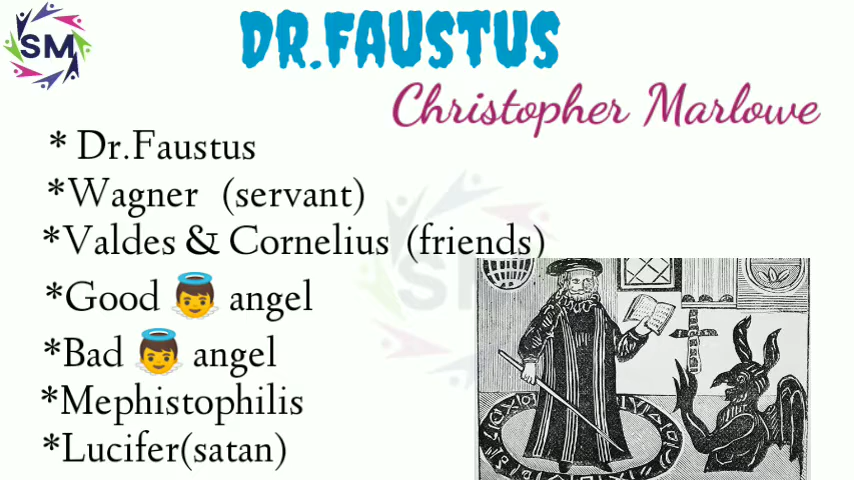 SM
DR.FAUSTUS
Christopher Marlowe
* Dr.Faustus
*Wagner (servant)
*Valdes & Cornelius (friends)
*Good 👼 angel
*Bad 👼 angel
*Mephistophilis
*Lucifer(satan)